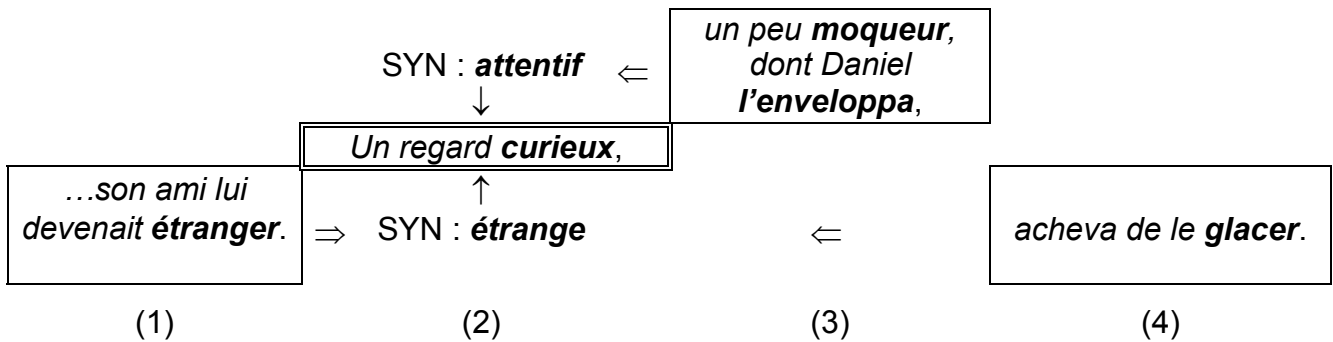 un peu moqueur,
SYN : attentif ⇐ dont Daniel
l’enveloppa,
↓
Un regard curieux,
…son ami lui ↑
devenait étranger. ⇒ SYN : étrange ⇐ acheva de le glacer.
(1) (2) (3) (4)